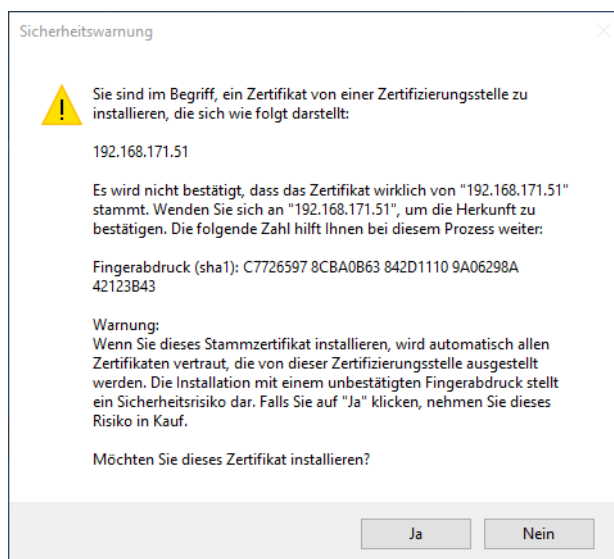 Sicherheitswarnung
Sie sind im Begriff, ein Zertifikat von einer Zertifizierungsstelle zu
installieren, die sich wie folgt darstellt:
192.168.171.51
Es wird nicht bestätigt, dass das Zertifikat wirklich von "192.168.171.51"
stammt. Wenden Sie sich an "192.168.171.51", um die Herkunft zu
bestätigen. Die folgende Zahl hilft Ihnen bei diesem Prozess weiter:
Fingerabdruck (sha1): C7726597 8CBA0B63 842D1110 9A06298A
42123B43
Warnung:
Wenn Sie dieses Stammzertifikat installieren, wird automatisch allen
Zertifikaten vertraut, die von dieser Zertifizierungsstelle ausgestellt
werden. Die Installation mit einem unbestätigten Fingerabdruck stellt
ein Sicherheitsrisiko dar. Falls Sie auf "Ja" klicken, nehmen Sie dieses
Risiko in Kauf.
Möchten Sie dieses Zertifikat installieren?
Ja
Nein